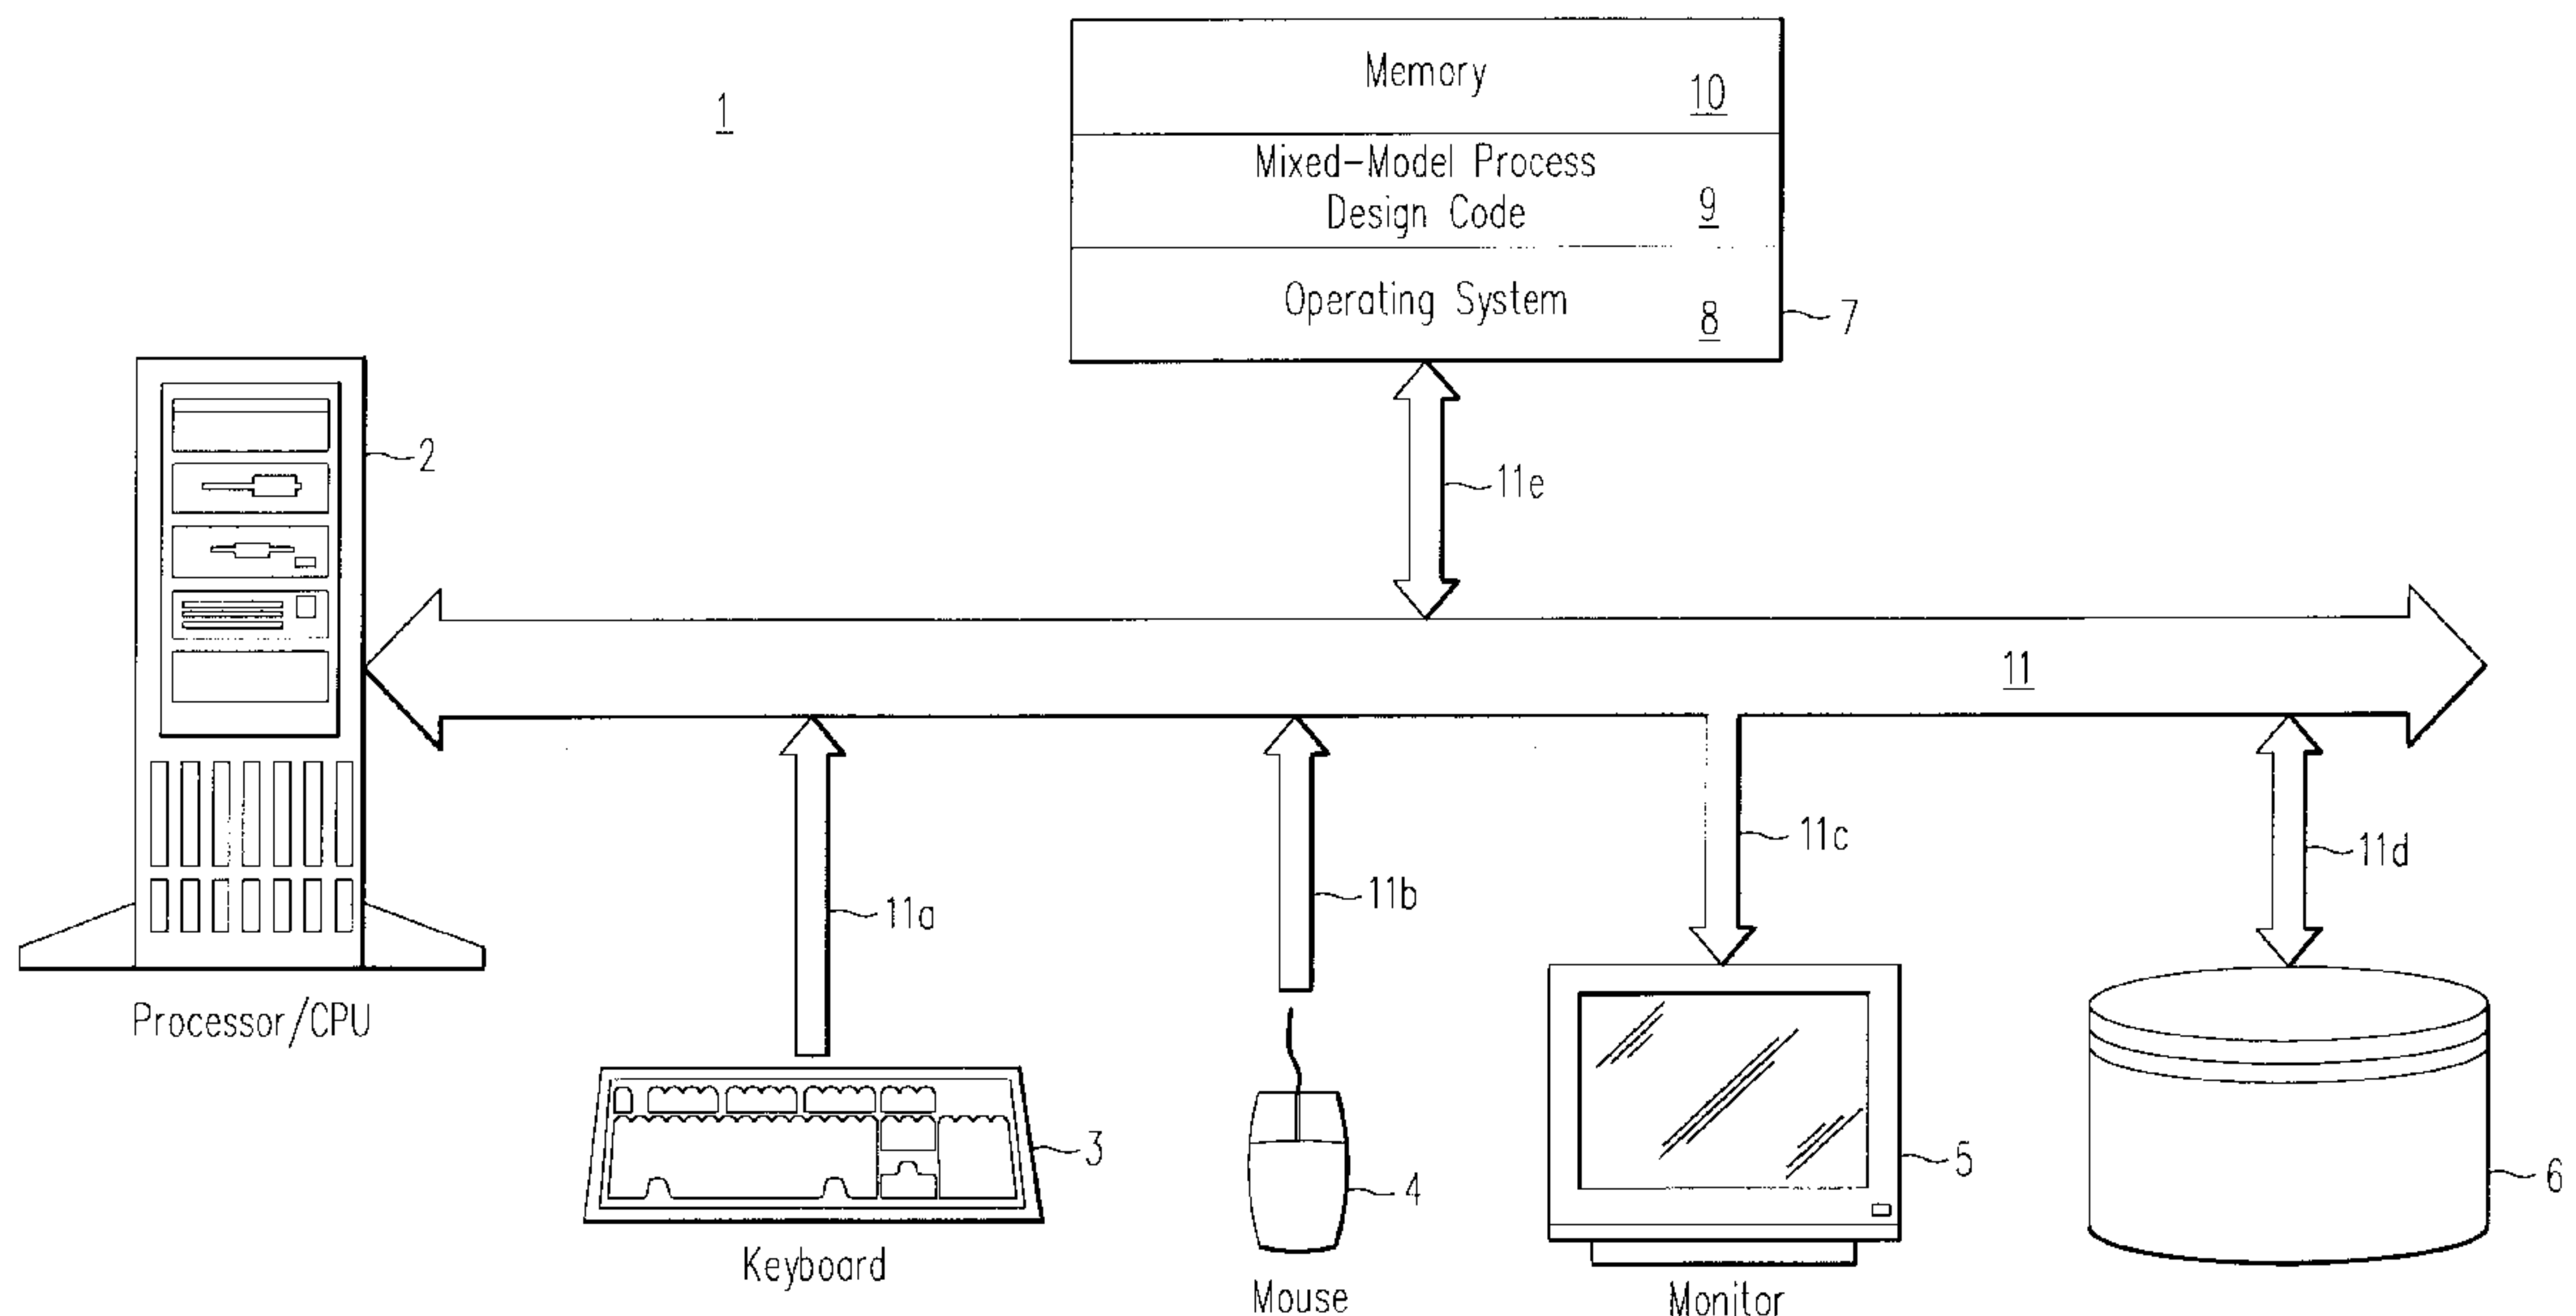 1
Memory
10
Mixed-Model Process
Design Code
9
Operating System
8
7
2
11e
11
11a
11b
11c
11d
Processor/CPU
3
4
5
6
Keyboard
Mouse
Monitor